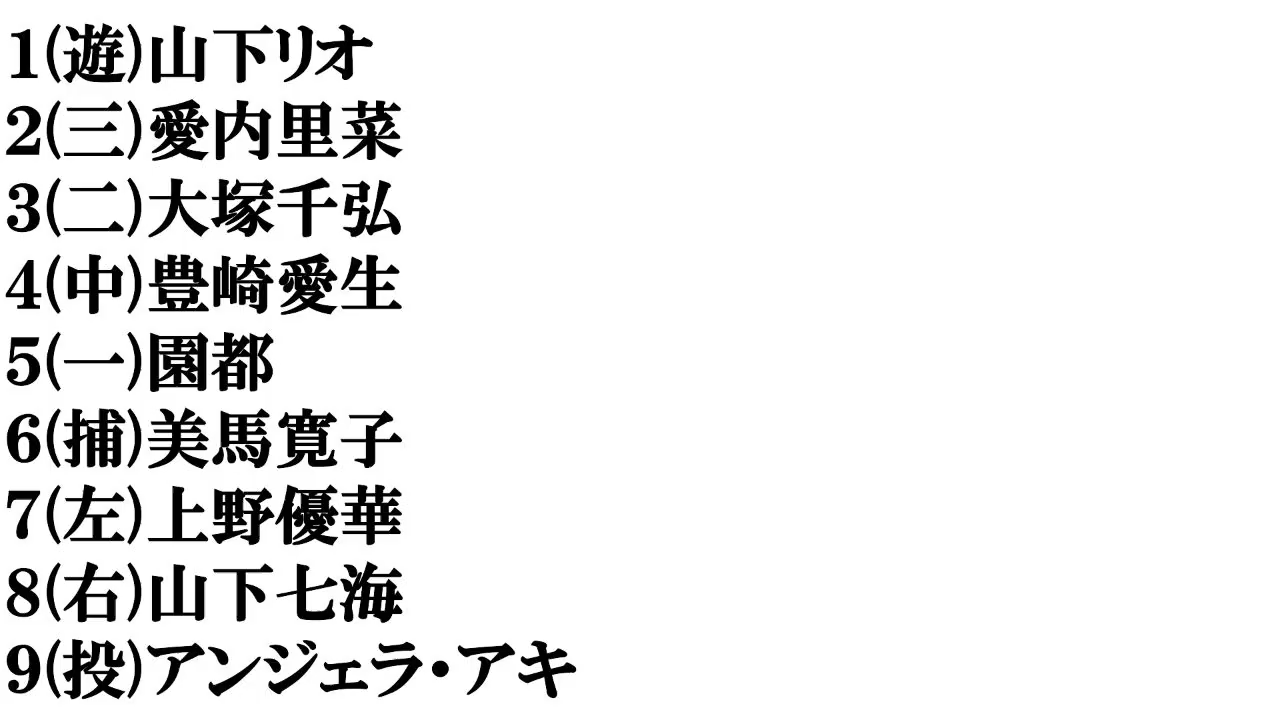 1(遊)山下リオ
2(三)愛内里菜
3(二)大塚千弘
4(中)豊崎愛生
5(一)園都
6(捕)美馬寛子
7(左)上野優華
8(右)山下七海
9(投)アンジェラ・アキ